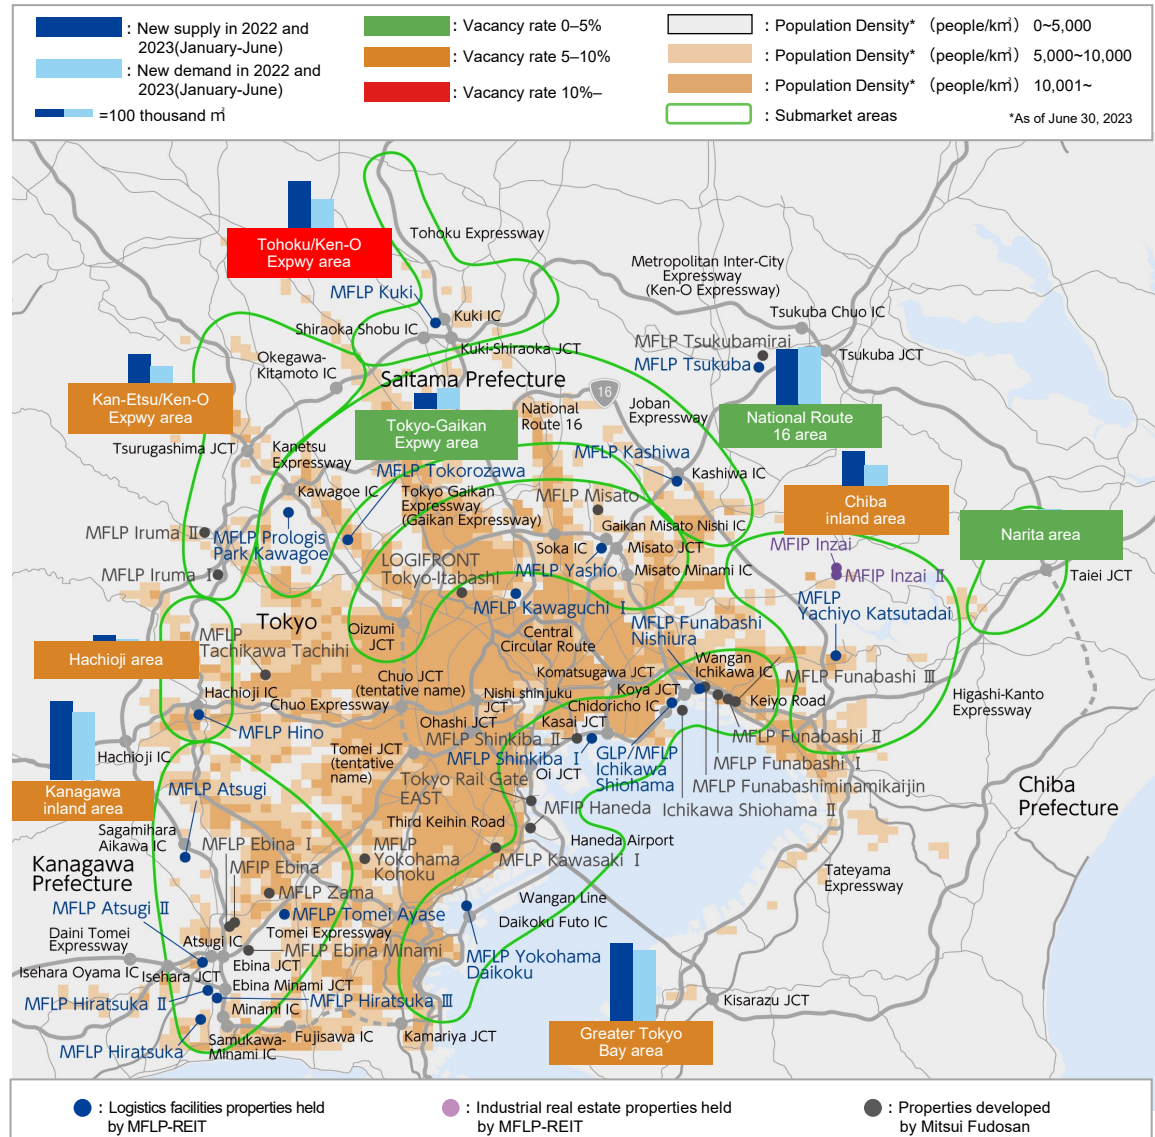 : New supply in 2022 and
2023(January-June)
: New demand in 2022 and
2023(January-June)
=100 thousand ㎡
: Vacancy rate 0–5%
: Vacancy rate 5–10%
: Vacancy rate 10%–
: Population Density* （people/k㎡） 0~5,000
: Population Density* （people/k㎡） 5,000~10,000
: Population Density* （people/k㎡） 10,001~
: Submarket areas
*As of June 30, 2023
Tohoku/Ken-O
Expwy area
Tohoku Expressway
Metropolitan Inter-City
Expressway
(Ken-O Expressway)
MFLP Kuki
Kuki IC
Shiraoka Shobu IC
Kuki-Shiraoka JCT
Tsukuba Chuo IC
MFLP Tsukubamirai
MFLP Tsukuba
Tsukuba JCT
Okegawa-
Kitamoto IC
Saitama Prefecture
16
Kan-Etsu/Ken-O
Expwy area
Tokyo-Gaikan
Expwy area
National
Route 16
Joban
Expressway
National Route
16 area
Tsurugashima JCT
Kanetsu
Expressway
MFLP Tokorozawa
MFLP Kashiwa
Kashiwa IC
Kawagoe IC
Tokyo Gaikan
Expressway
(Gaikan Expressway)
MFLP Misato
Chiba
inland area
MFLP Iruma Ⅱ
MFLP Prologis
Park Kawagoe
Gaikan Misato Nishi IC
Soka IC
Misato JCT
Narita area
MFIP Inzai
MFLP Iruma Ⅰ
LOGIFRONT
Tokyo-Itabashi
MFLP Yashio
Misato Minami IC
MFIP Inzai Ⅱ
Taiei JCT
MFLP Kawaguchi Ⅰ
MFLP
Yachiyo Katsutadai
Tokyo
Oizumi
JCT
Central
Circular Route
MFLP Funabashi
Nishiura
Hachioji area
MFLP
Tachikawa Tachihi
Wangan
Ichikawa IC
Komatsugawa JCT
MFLP Funabashi Ⅲ
Chuo JCT
(tentative name)
Hachioji IC
Chuo Expressway
Nishi shinjuku
JCT
Koya JCT
Chidoricho IC
Keiyo Road
Higashi-Kanto
Expressway
MFLP Hino
Ohashi JCT
Kasai JCT
MFLP Shinkiba Ⅱ
MFLP Funabashi Ⅱ
Hachioji IC
Tomei JCT
(tentative
name)
MFLP Shinkiba Ⅰ
GLP/MFLP
Ichikawa
Shiohama
MFLP Funabashi Ⅰ
Oi JCT
Kanagawa
inland area
MFLP Atsugi
Tokyo Rail Gate
EAST
MFLP Funabashiminamikaijin
Chiba
Prefecture
MFIP Haneda
Ichikawa Shiohama Ⅱ
Third Keihin Road
Sagamihara
Aikawa IC
MFLP Ebina Ⅰ
MFLP
Yokohama
Kohoku
Haneda Airport
MFLP Kawasaki Ⅰ
Kanagawa
Prefecture
MFIP Ebina
Tateyama
Expressway
MFLP Zama
Wangan Line
MFLP Atsugi Ⅱ
MFLP Tomei Ayase
Daikoku Futo IC
Daini Tomei
Expressway
Atsugi IC
Tomei Expressway
MFLP Ebina Minami
MFLP Yokohama
Daikoku
Isehara Oyama IC
Isehara JCT
Ebina JCT
Ebina Minami JCT
MFLP Hiratsuka Ⅱ
MFLP Hiratsuka Ⅲ
Kisarazu JCT
Minami IC
Greater Tokyo
Bay area
Samukawa-
Minami IC
Fujisawa IC
Kamariya JCT
MFLP Hiratsuka
: Logistics facilities properties held
by MFLP-REIT
: Industrial real estate properties held
by MFLP-REIT
: Properties developed
by Mitsui Fudosan